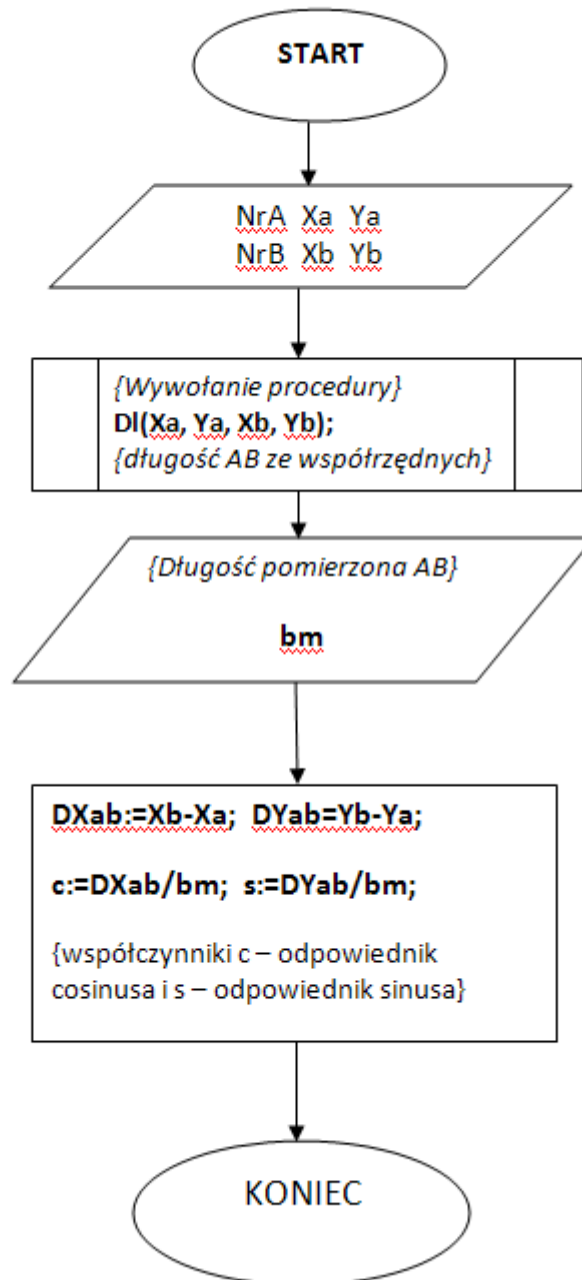 START
NrA Xa Ya
NrB Xb Yb
{Wywołanie procedury}
Dl(Xa, Ya, Xb, Yb);
{długość AB ze współrzędnych}
{Długość pomierzona AB}
bm
DXab:=Xb-Xa; DYab=Yb-Ya;
c:=DXab/bm; s:=DYab/bm;
{współczynniki c – odpowiednik
cosinusa i s – odpowiednik sinusa}
KONIEC